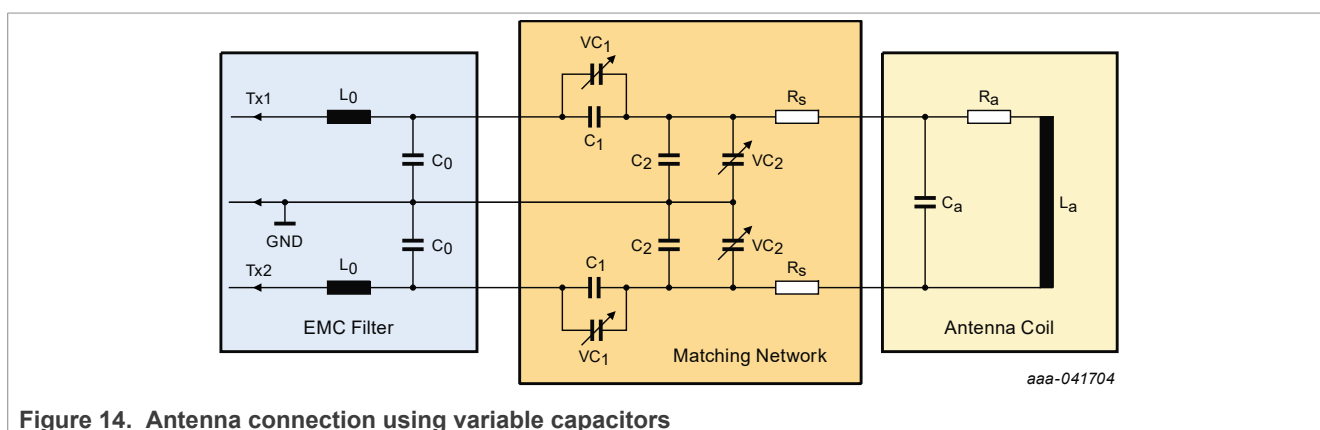 VC1
Tx1 L0
C1
Rs
Ra
C0
C2
VC2
Ca
La
GND
C0
C2
VC2
Tx2 L0
C1
Rs
VC1
EMC Filter
Matching Network
Antenna Coil
aaa-041704
Figure 14. Antenna connection using variable capacitors